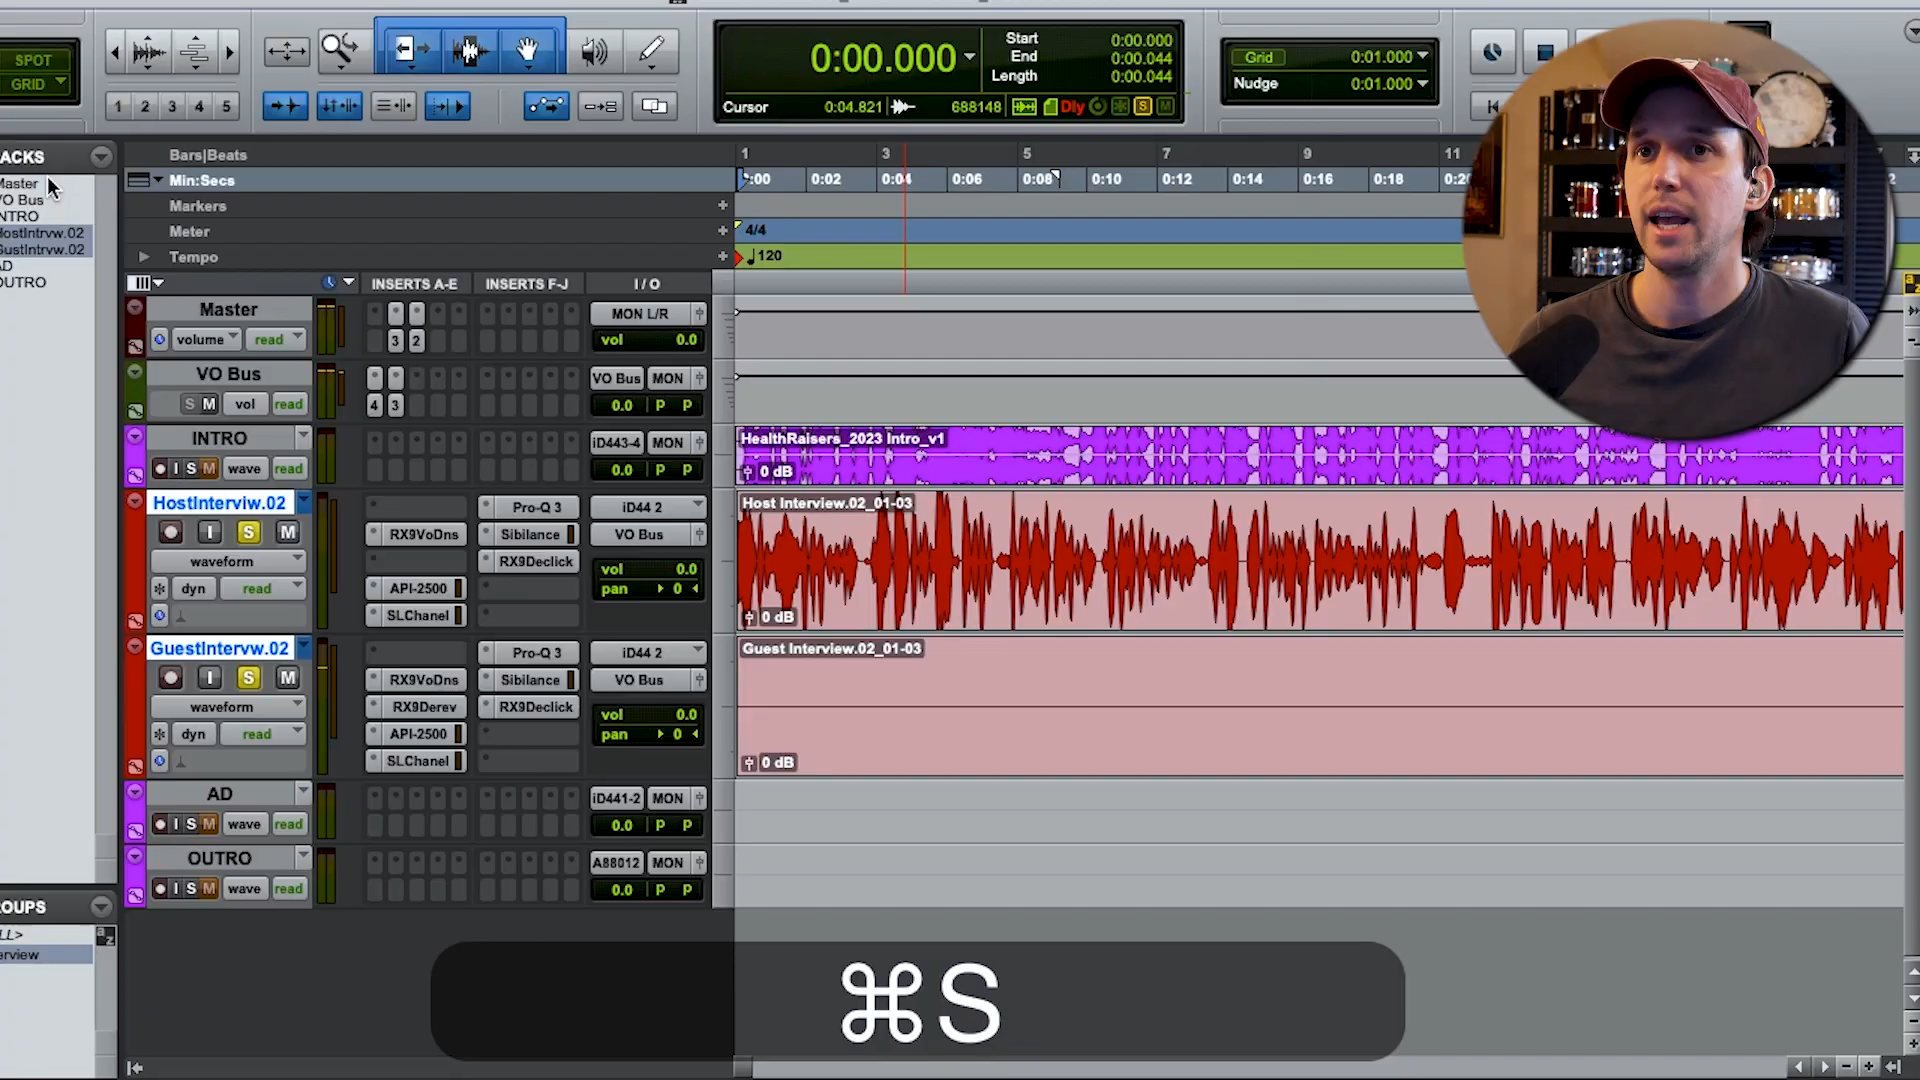 SPOT
GRID
1 2 3 4 5
0:00.000
Start 0:00.000
End 0:00.044
Length 0:00.044
Cursor 0:04.821 688148 Dly S M
Grid 0:01.000
Nudge 0:01.000
ACKS
Master
VO Bus
INTRO
HostIntrvw.02
GustIntrvw.02
AD
OUTRO
Bars|Beats 1 3 5 7 9 11
Min:Secs :00 0:02 0:04 0:06 0:08 0:10 0:12 0:14 0:16 0:18 0:20
Markers +
Meter + 4/4
Tempo + 120
INSERTS A-E INSERTS F-J I / O
Master MON L/R
volume read 3 2 vol 0.0
VO Bus VO Bus MON
S M vol read 4 3 0.0 P P
INTRO iD443-4 MON HealthRaisers_2023 Intro_v1
I S M wave read 0.0 P P 0 dB
HostInterviw.02 Pro-Q 3 iD44 2 Host Interview.02_01-03
I S M RX9VoDns Sibilance VO Bus
waveform RX9Declick vol 0.0
dyn read API-2500 pan 0
SLChanel 0 dB
GuestIntervw.02 Pro-Q 3 iD44 2 Guest Interview.02_01-03
I S M RX9VoDns Sibilance VO Bus
waveform RX9Derev RX9Declick vol 0.0
dyn read API-2500 pan 0
SLChanel 0 dB
AD iD441-2 MON
I S M wave read 0.0 P P
OUTRO A88012 MON
I S M wave read 0.0 P P
OUPS
LL>
erview
a z
⌘S